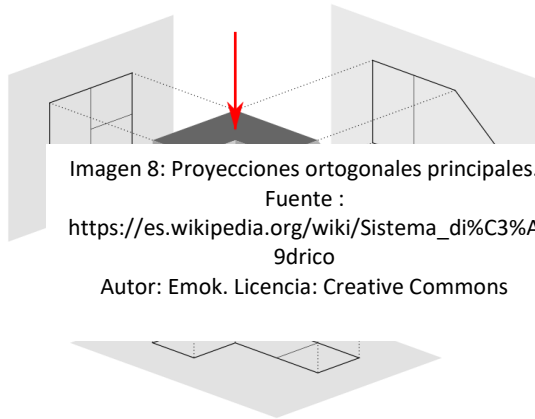 Imagen 8: Proyecciones ortogonales principales.
Fuente :
https://es.wikipedia.org/wiki/Sistema_di%C3%A
9drico
Autor: Emok. Licencia: Creative Commons